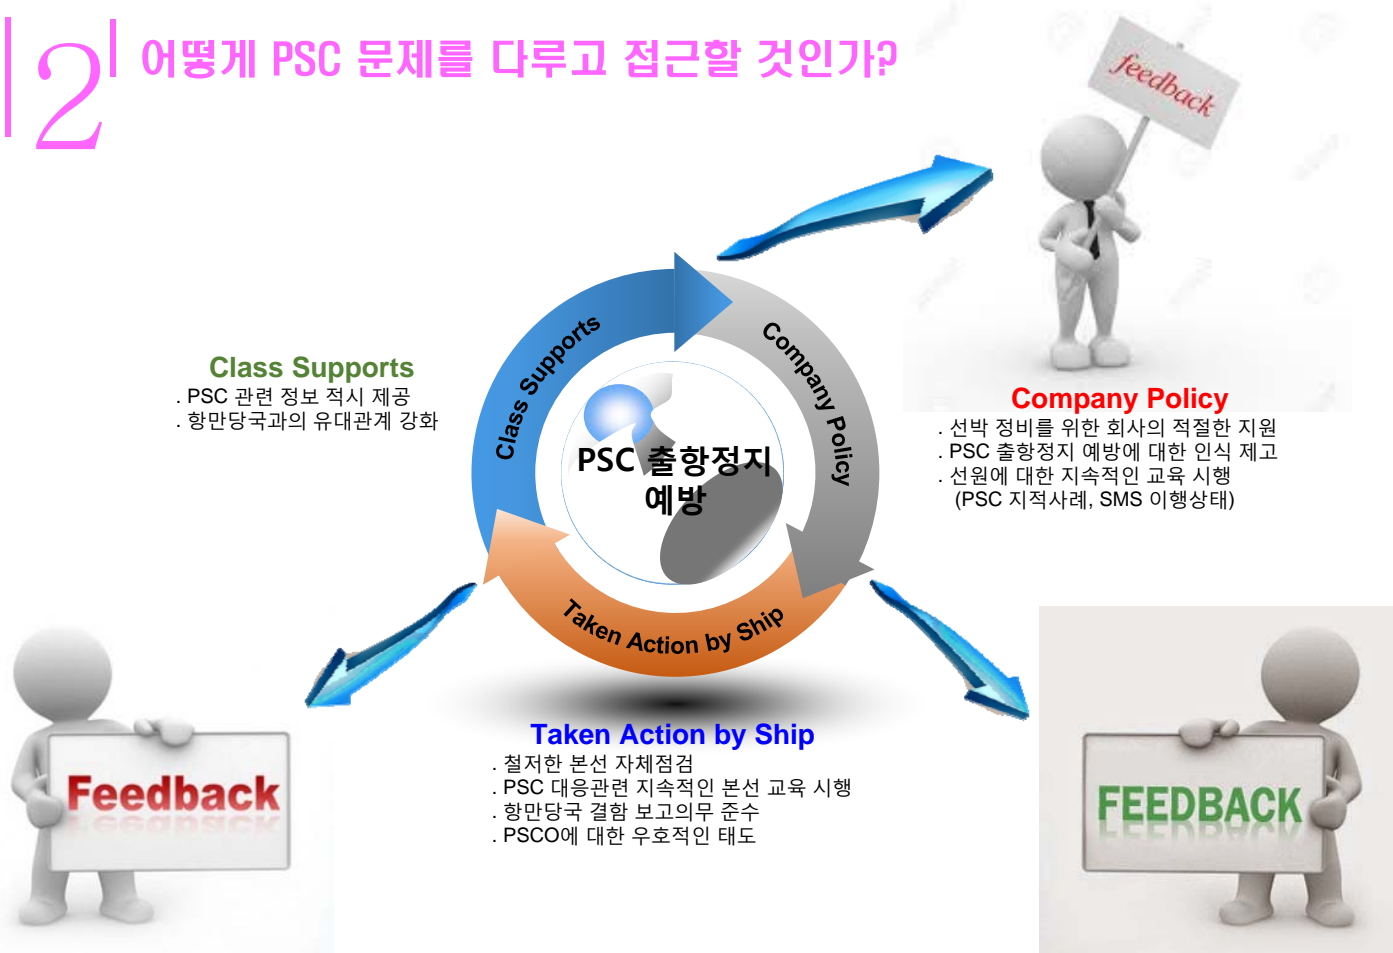 2 어떻게 PSC 문제를 다루고 접근할 것인가?
feedback
Class Supports
Company Policy
Taken Action by Ship
PSC 출항정지
예방
Class Supports
. PSC 관련 정보 적시 제공
. 항만당국과의 유대관계 강화
Company Policy
. 선박 정비를 위한 회사의 적절한 지원
. PSC 출항정지 예방에 대한 인식 제고
. 선원에 대한 지속적인 교육 시행
(PSC 지적사례, SMS 이행상태)
Taken Action by Ship
. 철저한 본선 자체점검
. PSC 대응관련 지속적인 본선 교육 시행
. 항만당국 결함 보고의무 준수
. PSCO에 대한 우호적인 태도
Feedback
FEEDBACK